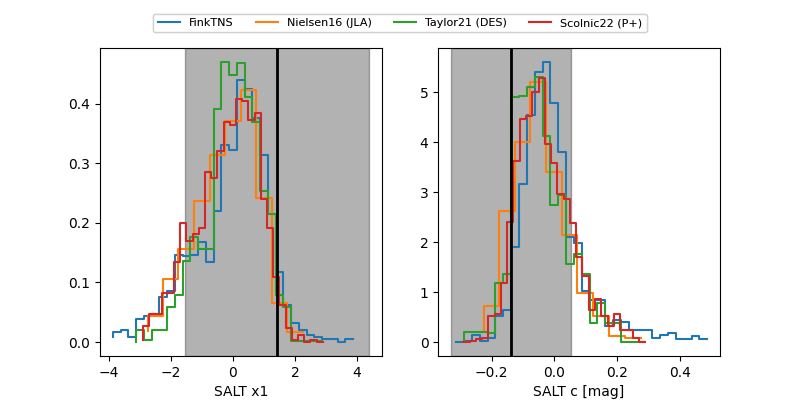 FinkTNS Nielsen16 (JLA) Taylor21 (DES) Scolnic22 (P+)
0.4
0.3
0.2
0.1
0.0
−4 −2 0 2 4
SALT x1
5
4
3
2
1
0
−0.2 0.0 0.2 0.4
SALT c [mag]